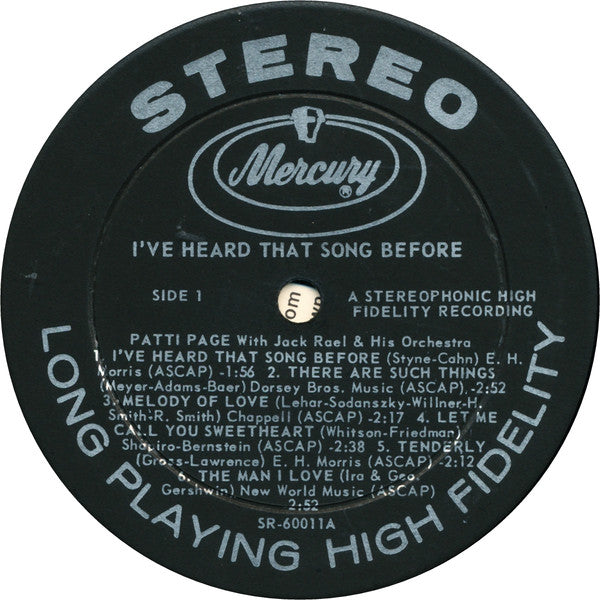 STEREO
Mercury ®
I'VE HEARD THAT SONG BEFORE
SIDE 1
A STEREOPHONIC HIGH
FIDELITY RECORDING
om
PATTI PAGE With Jack Rael & His Orchestra
1. I'VE HEARD THAT SONG BEFORE (Styne-Cahn) E. H.
Morris (ASCAP) -1:56 2. THERE ARE SUCH THINGS
(Meyer-Adams-Baer) Dorsey Bros. Music (ASCAP) -2:52
3. MELODY OF LOVE (Lehar-Sodanszky-Willner-H.
Smith-R. Smith) Chappell (ASCAP) -2:17 4. LET ME
CALL YOU SWEETHEART (Whitson-Friedman)
Shapiro-Bernstein (ASCAP) -2:38 5. TENDERLY
(Gross-Lawrence) E. H. Morris (ASCAP) -2:12
6. THE MAN I LOVE (Ira & Geo.
Gershwin) New World Music (ASCAP)
2:52
SR-60011A
LONG PLAYING HIGH FIDELITY